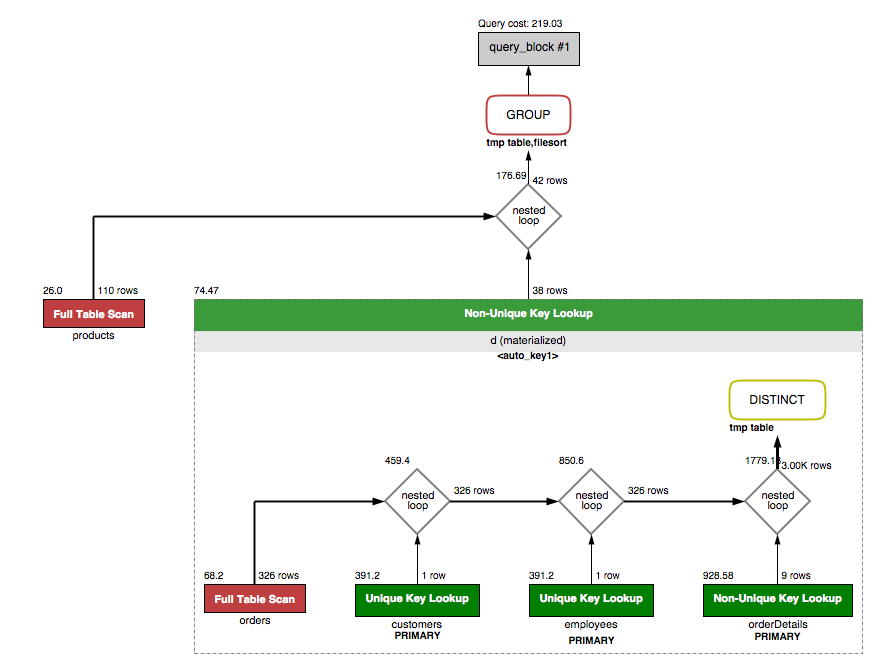 Query cost: 219.03
query_block #1
GROUP
tmp table,filesort
176.69
42 rows
nested
loop
26.0
110 rows
74.47
38 rows
Full Table Scan
products
Non-Unique Key Lookup
d (materialized)
<auto_key1>
DISTINCT
tmp table
459.4
850.6
3.00K rows
nested
loop
326 rows
nested
loop
326 rows
nested
loop
68.2
326 rows
391.2
1 row
391.2
1 row
928.58
9 rows
Full Table Scan
orders
Unique Key Lookup
customers
PRIMARY
Unique Key Lookup
employees
PRIMARY
Non-Unique Key Lookup
orderDetails
PRIMARY